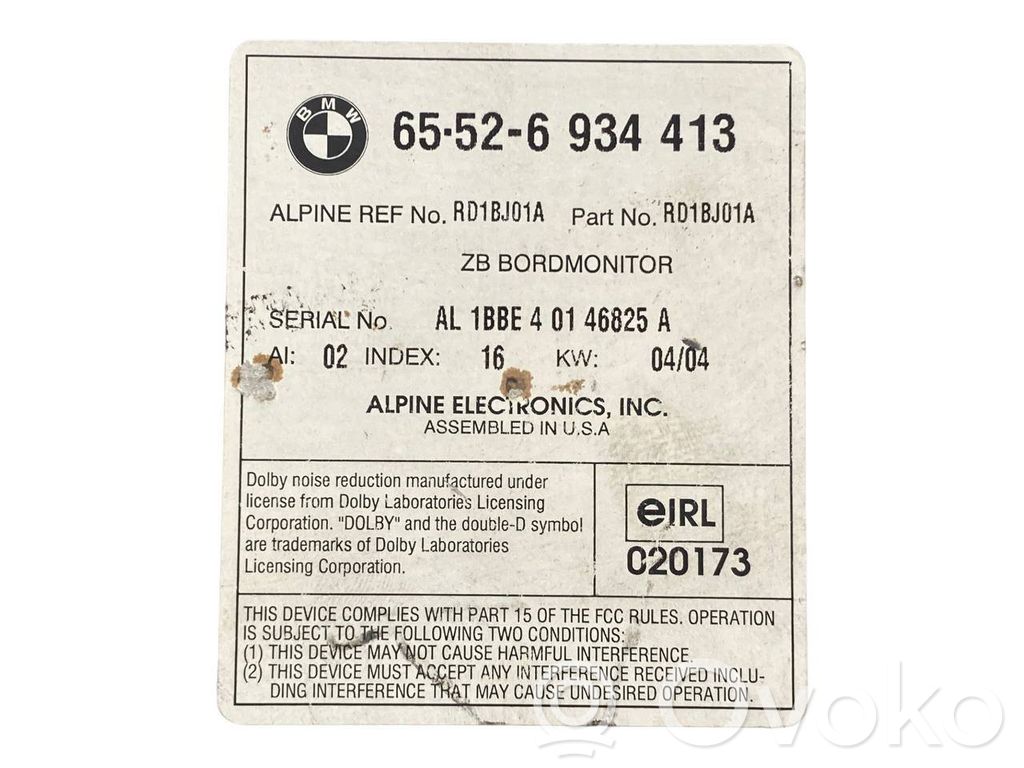 BMW
65-52-6 934 413
ALPINE REF No. RD1BJ01A Part No. RD1BJ01A
ZB BORDMONITOR
SERIAL No AL 1BBE 4 01 46825 A
AI: 02 INDEX: 16 KW: 04/04
ALPINE ELECTRONICS, INC.
ASSEMBLED IN U.S.A
Dolby noise reduction manufactured under
license from Dolby Laboratories Licensing
Corporation. "DOLBY" and the double-D symbol
are trademarks of Dolby Laboratories
Licensing Corporation.
eIRL
020173
THIS DEVICE COMPLIES WITH PART 15 OF THE FCC RULES. OPERATION
IS SUBJECT TO THE FOLLOWING TWO CONDITIONS:
(1) THIS DEVICE MAY NOT CAUSE HARMFUL INTERFERENCE.
(2) THIS DEVICE MUST ACCEPT ANY INTERFERENCE RECEIVED INCLU-
DING INTERFERENCE THAT MAY CAUSE UNDESIRED OPERATION.
Ovoko